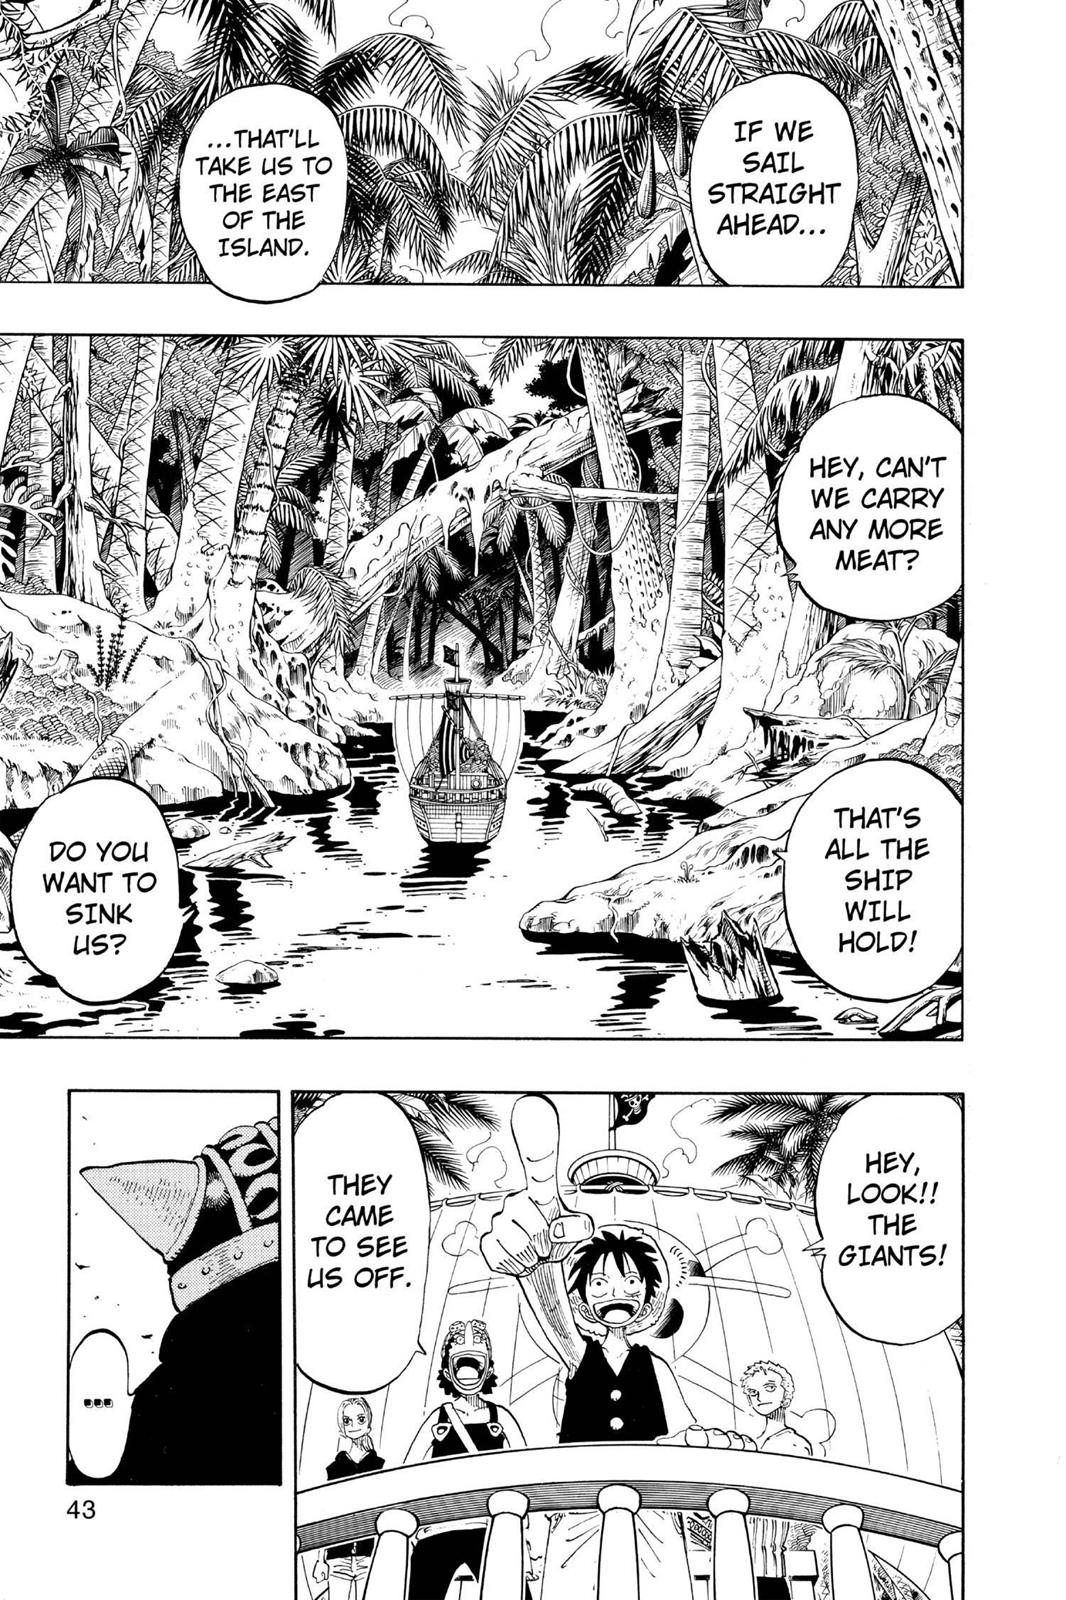 IF WE
SAIL
STRAIGHT
AHEAD...
...THAT'LL
TAKE US TO
THE EAST
OF THE
ISLAND.
HEY, CAN'T
WE CARRY
ANY MORE
MEAT?
THAT'S
ALL THE
SHIP
WILL
HOLD!
DO YOU
WANT TO
SINK
US?
HEY,
LOOK!!
THE
GIANTS!
THEY
CAME
TO SEE
US OFF.
...
43